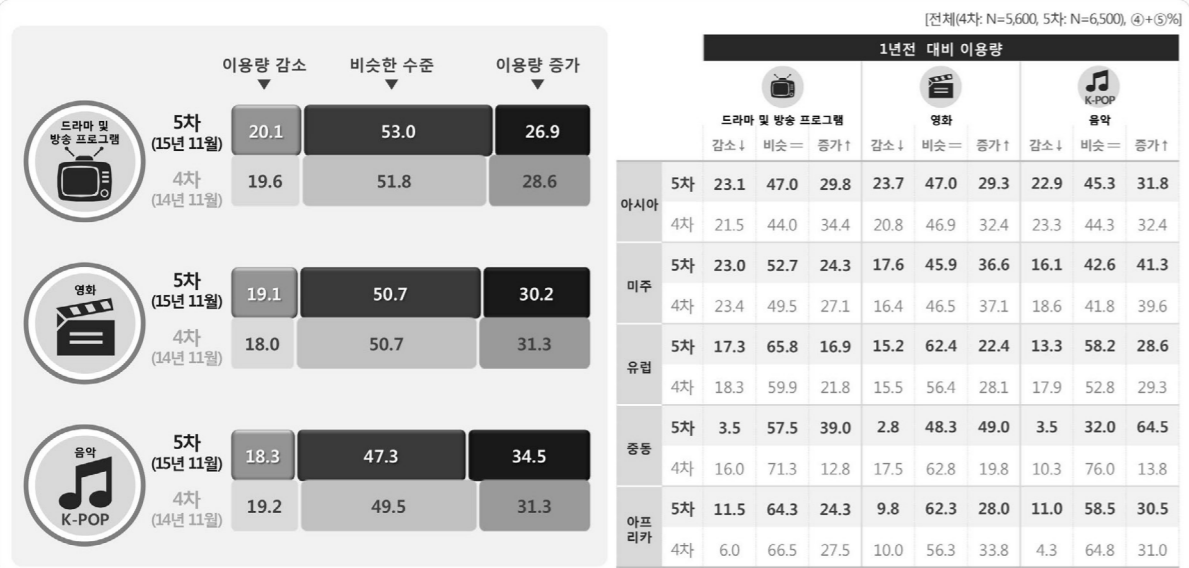 [전체(4차: N=5,600, 5차: N=6,500), ④+⑤%]
이용량 감소 비슷한 수준 이용량 증가
드라마 및
방송 프로그램
5차
(15년 11월)
20.1 53.0 26.9
4차
(14년 11월)
19.6 51.8 28.6
영화
5차
(15년 11월)
19.1 50.7 30.2
4차
(14년 11월)
18.0 50.7 31.3
음악
K-POP
5차
(15년 11월)
18.3 47.3 34.5
4차
(14년 11월)
19.2 49.5 31.3
1년전 대비 이용량
K-POP
드라마 및 방송 프로그램 영화 음악
감소↓ 비슷= 증가↑ 감소↓ 비슷= 증가↑ 감소↓ 비슷= 증가↑
아시아
5차 23.1 47.0 29.8 23.7 47.0 29.3 22.9 45.3 31.8
4차 21.5 44.0 34.4 20.8 46.9 32.4 23.3 44.3 32.4
미주
5차 23.0 52.7 24.3 17.6 45.9 36.6 16.1 42.6 41.3
4차 23.4 49.5 27.1 16.4 46.5 37.1 18.6 41.8 39.6
유럽
5차 17.3 65.8 16.9 15.2 62.4 22.4 13.3 58.2 28.6
4차 18.3 59.9 21.8 15.5 56.4 28.1 17.9 52.8 29.3
중동
5차 3.5 57.5 39.0 2.8 48.3 49.0 3.5 32.0 64.5
4차 16.0 71.3 12.8 17.5 62.8 19.8 10.3 76.0 13.8
아프
리카
5차 11.5 64.3 24.3 9.8 62.3 28.0 11.0 58.5 30.5
4차 6.0 66.5 27.5 10.0 56.3 33.8 4.3 64.8 31.0